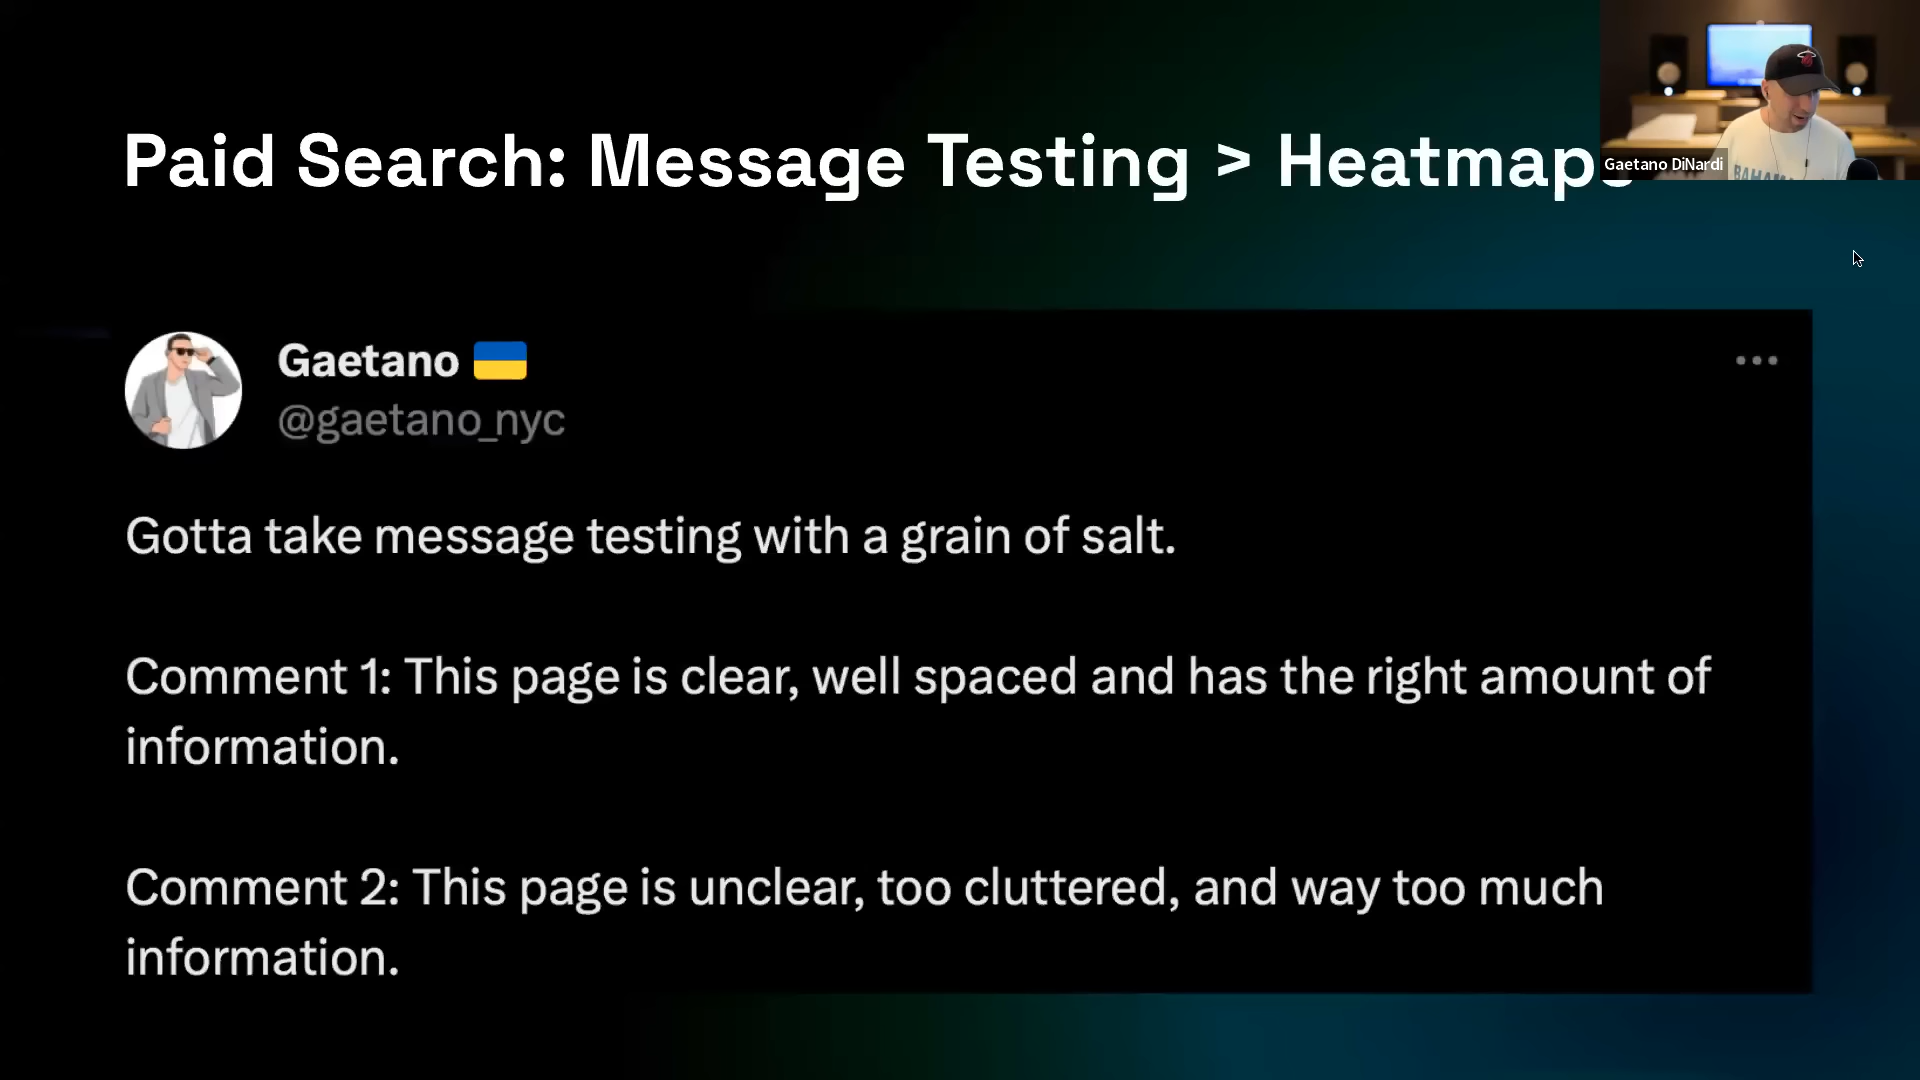 Paid Search: Message Testing > Heatmaps
Gaetano DiNardi
Gaetano 🇺🇦
@gaetano_nyc
Gotta take message testing with a grain of salt.
Comment 1: This page is clear, well spaced and has the right amount of
information.
Comment 2: This page is unclear, too cluttered, and way too much
information.